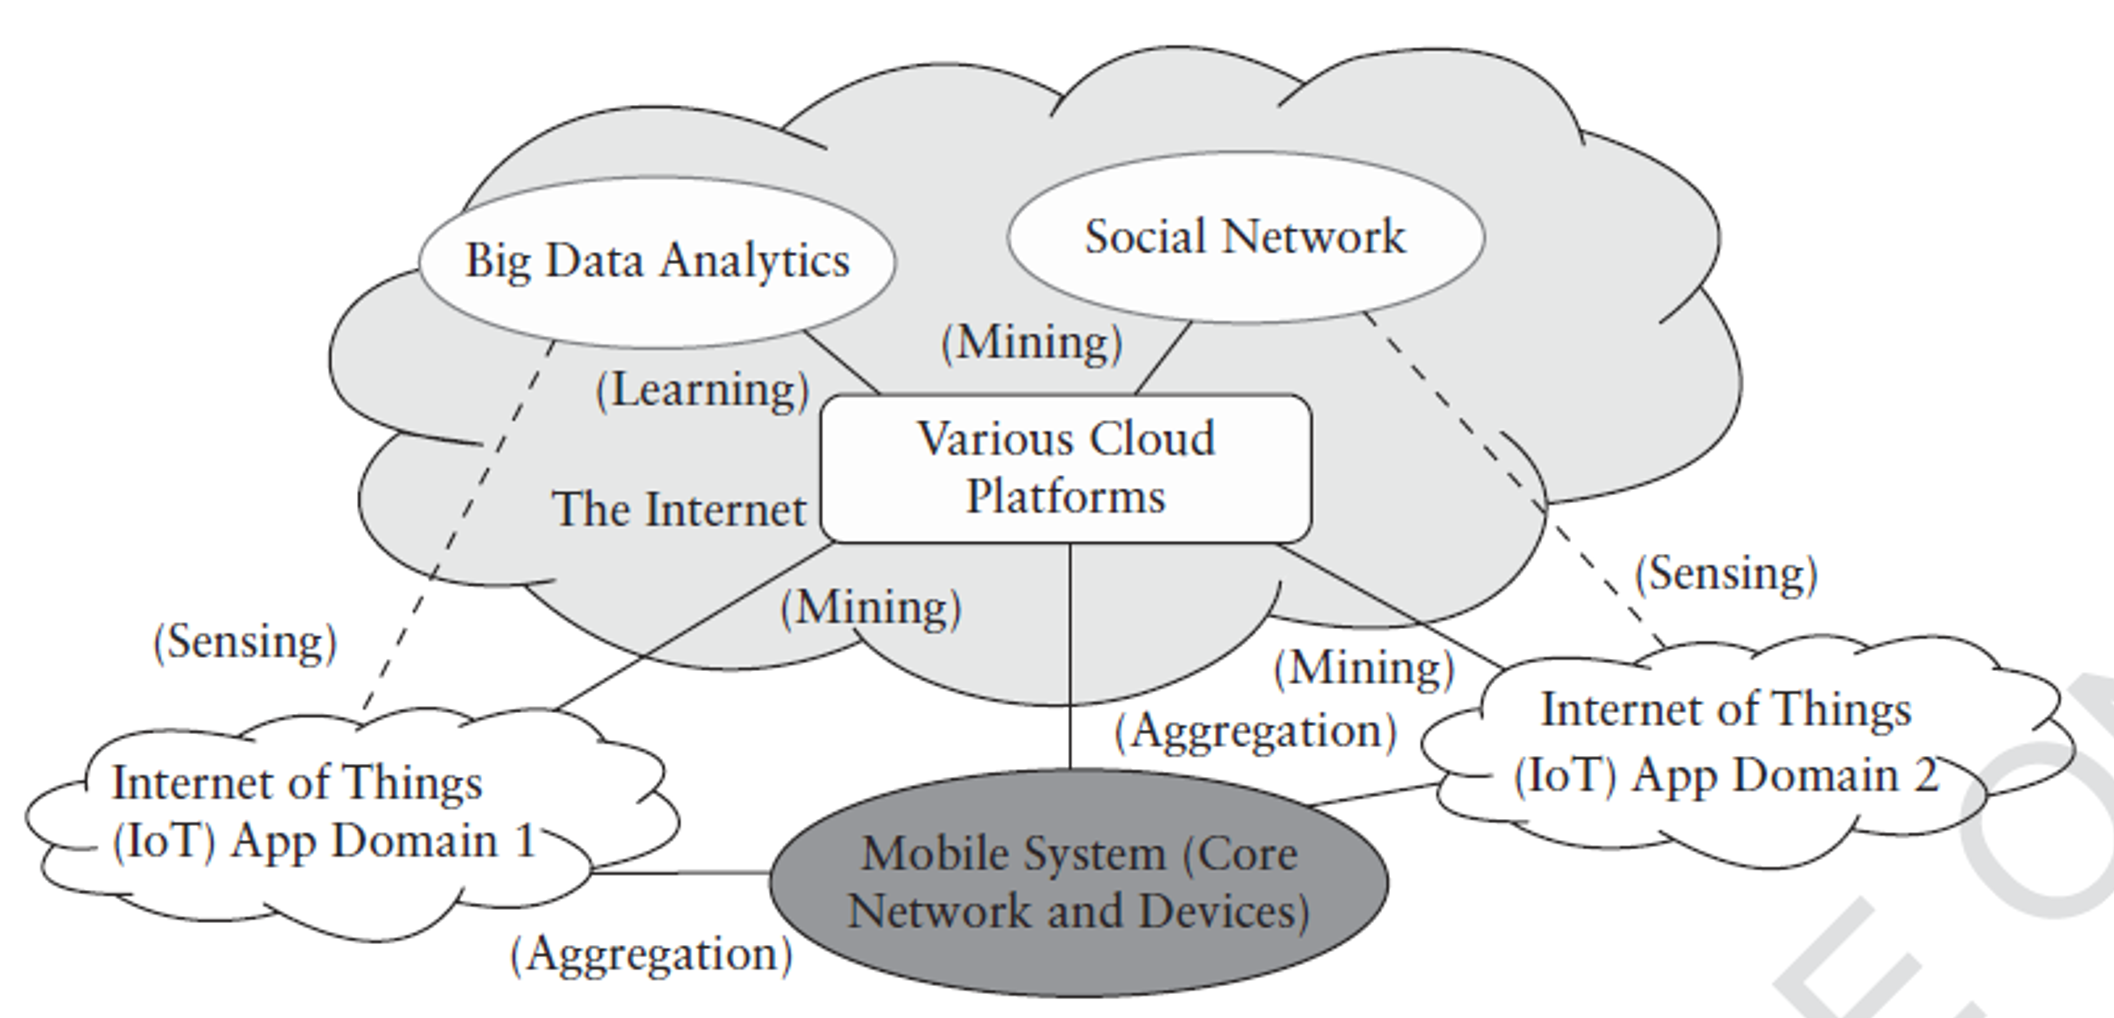 Social Network
Big Data Analytics
(Mining)
(Learning)
Various Cloud
Platforms
The Internet
(Sensing)
(Mining)
(Sensing)
(Mining)
Internet of Things
(IoT) App Domain 2
(Aggregation)
Internet of Things
(IoT) App Domain 1
Mobile System (Core
Network and Devices)
(Aggregation)